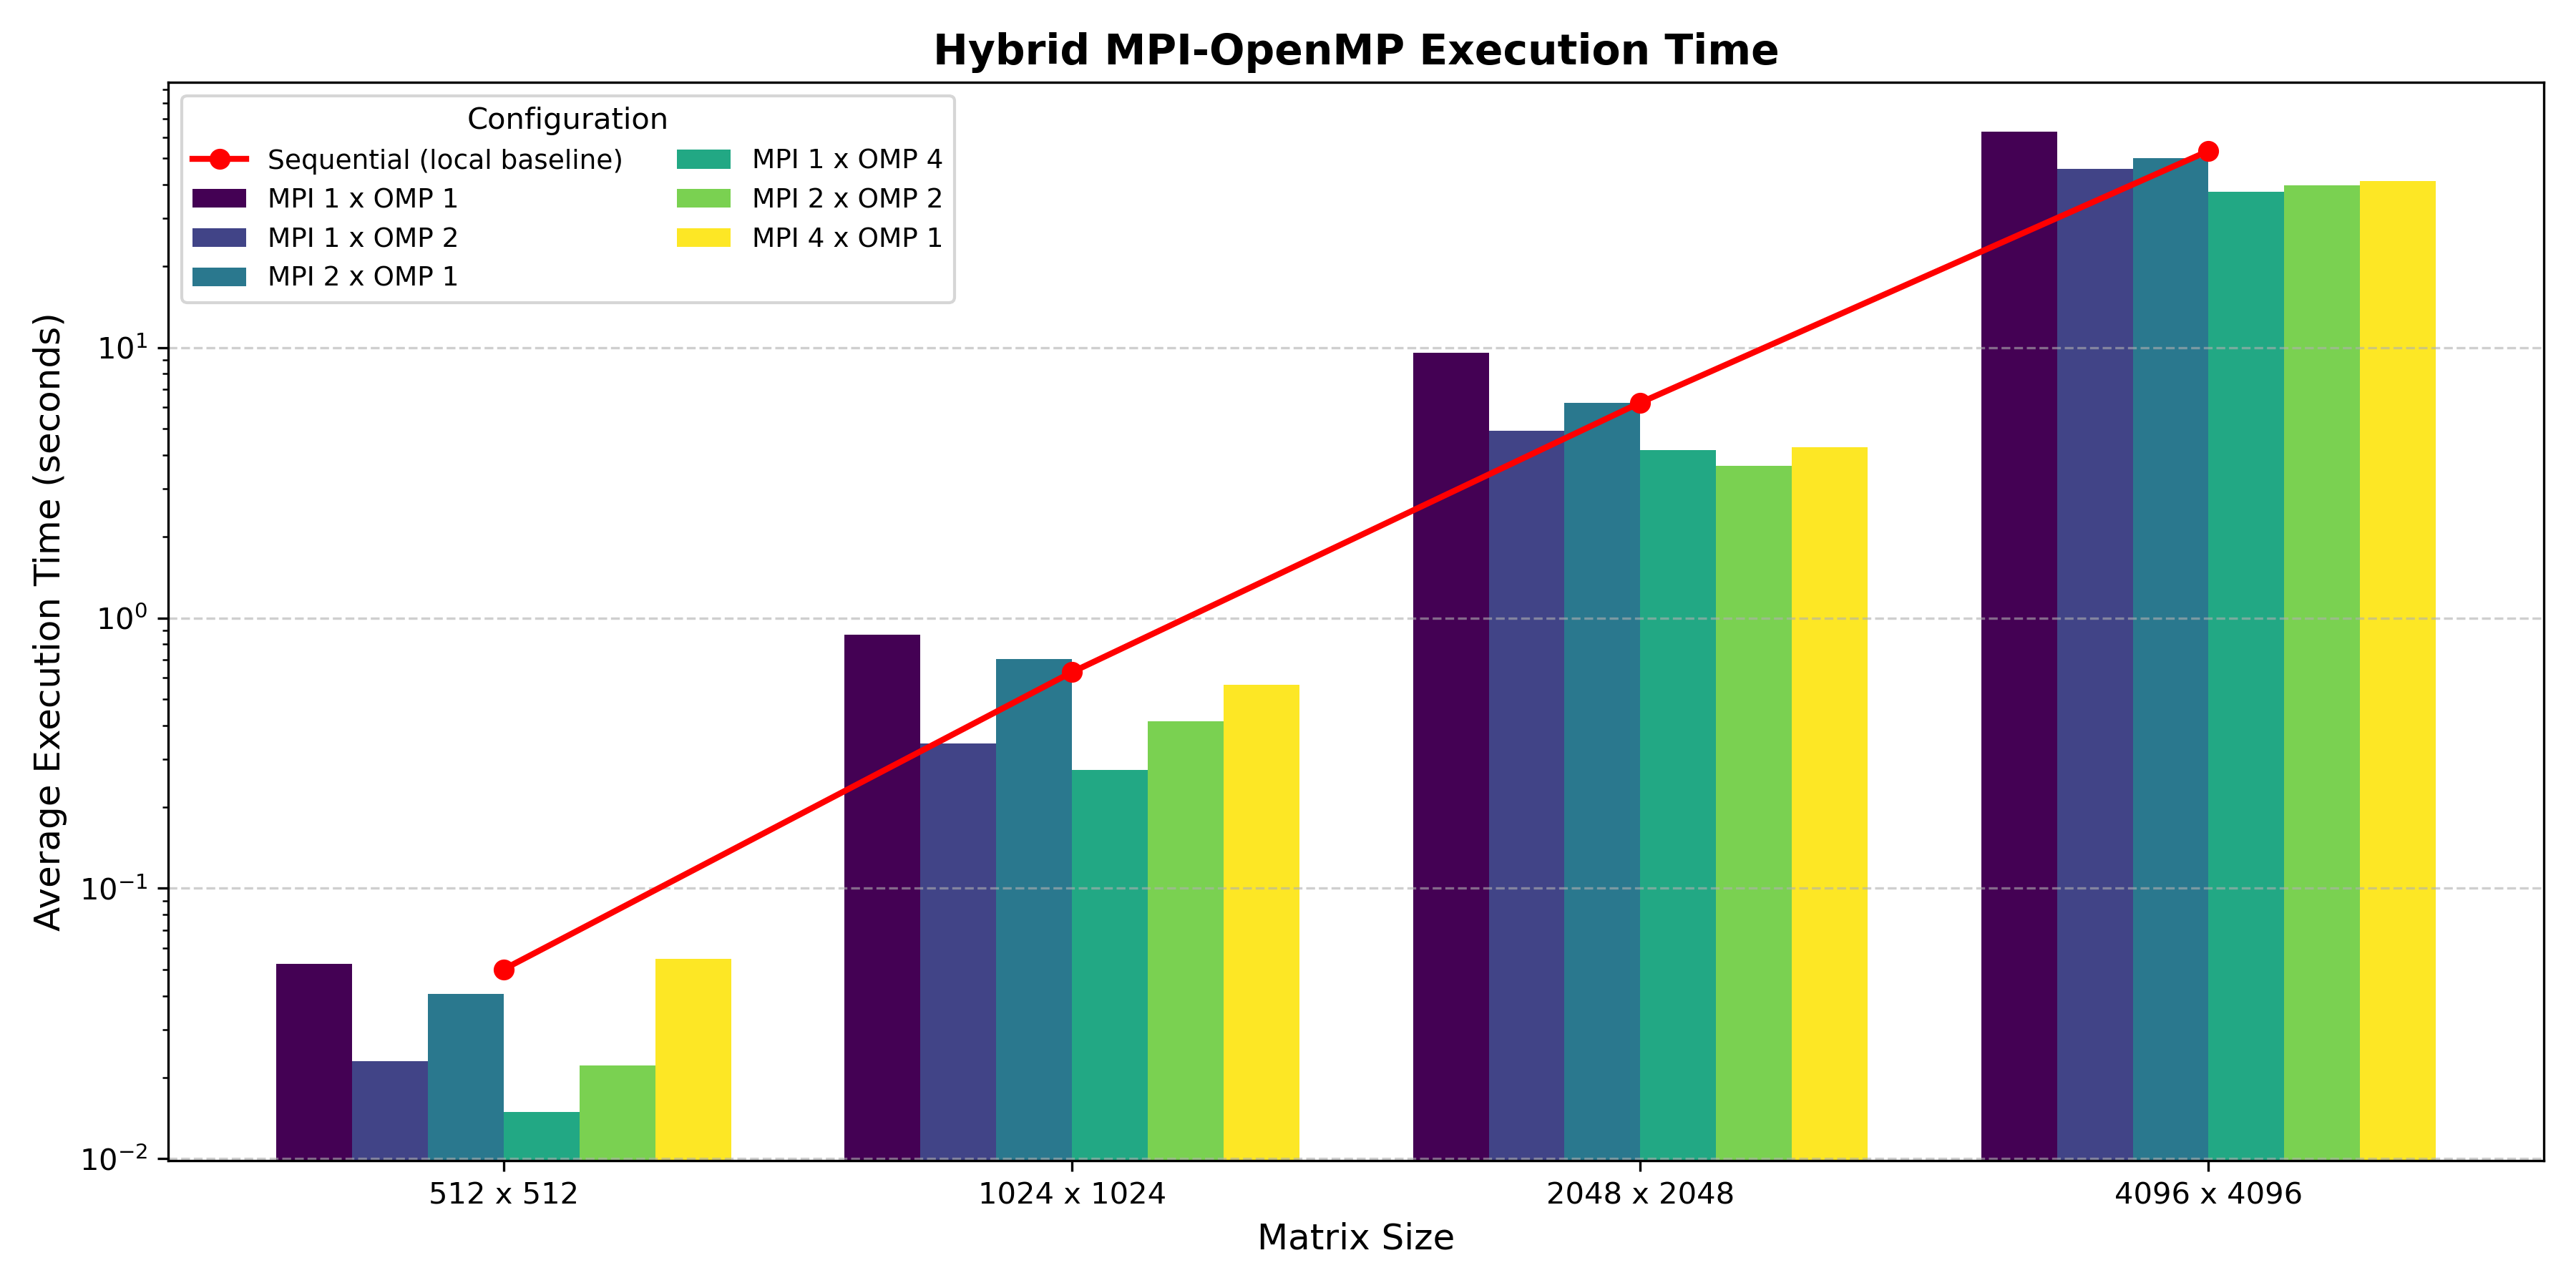 Hybrid MPI-OpenMP Execution Time
Configuration
Sequential (local baseline)
MPI 1 x OMP 1
MPI 1 x OMP 2
MPI 2 x OMP 1
MPI 1 x OMP 4
MPI 2 x OMP 2
MPI 4 x OMP 1
Average Execution Time (seconds)
10¹
10⁰
10⁻¹
10⁻²
512 x 512
1024 x 1024
2048 x 2048
4096 x 4096
Matrix Size